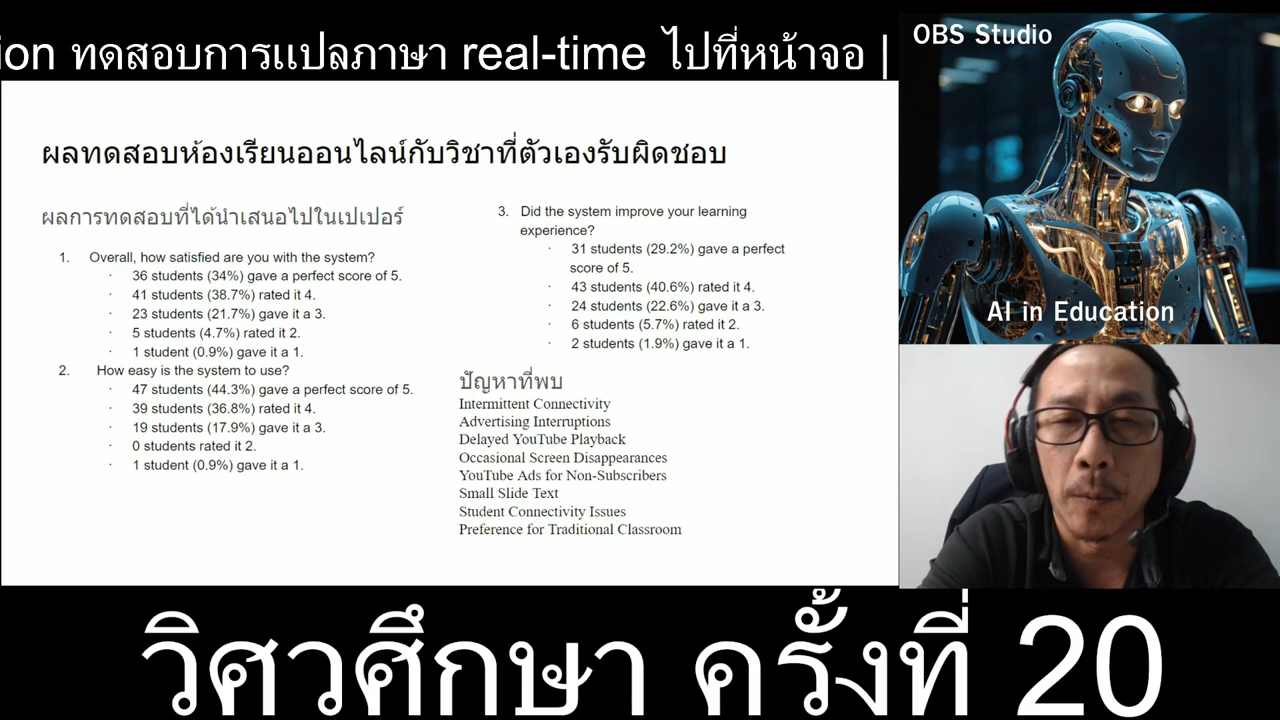 ion ทดสอบการแปลภาษา real-time ไปที่หน้าจอ |
OBS Studio
AI in Education
ผลทดสอบห้องเรียนออนไลน์กับวิชาที่ตัวเองรับผิดชอบ
ผลการทดสอบที่ได้นำเสนอไปในเปเปอร์
1. Overall, how satisfied are you with the system?
· 36 students (34%) gave a perfect score of 5.
· 41 students (38.7%) rated it 4.
· 23 students (21.7%) gave it a 3.
· 5 students (4.7%) rated it 2.
· 1 student (0.9%) gave it a 1.
2. How easy is the system to use?
· 47 students (44.3%) gave a perfect score of 5.
· 39 students (36.8%) rated it 4.
· 19 students (17.9%) gave it a 3.
· 0 students rated it 2.
· 1 student (0.9%) gave it a 1.
3. Did the system improve your learning
experience?
· 31 students (29.2%) gave a perfect
score of 5.
· 43 students (40.6%) rated it 4.
· 24 students (22.6%) gave it a 3.
· 6 students (5.7%) rated it 2.
· 2 students (1.9%) gave it a 1.
ปัญหาที่พบ
Intermittent Connectivity
Advertising Interruptions
Delayed YouTube Playback
Occasional Screen Disappearances
YouTube Ads for Non-Subscribers
Small Slide Text
Student Connectivity Issues
Preference for Traditional Classroom
วิศวศึกษา ครั้งที่ 20